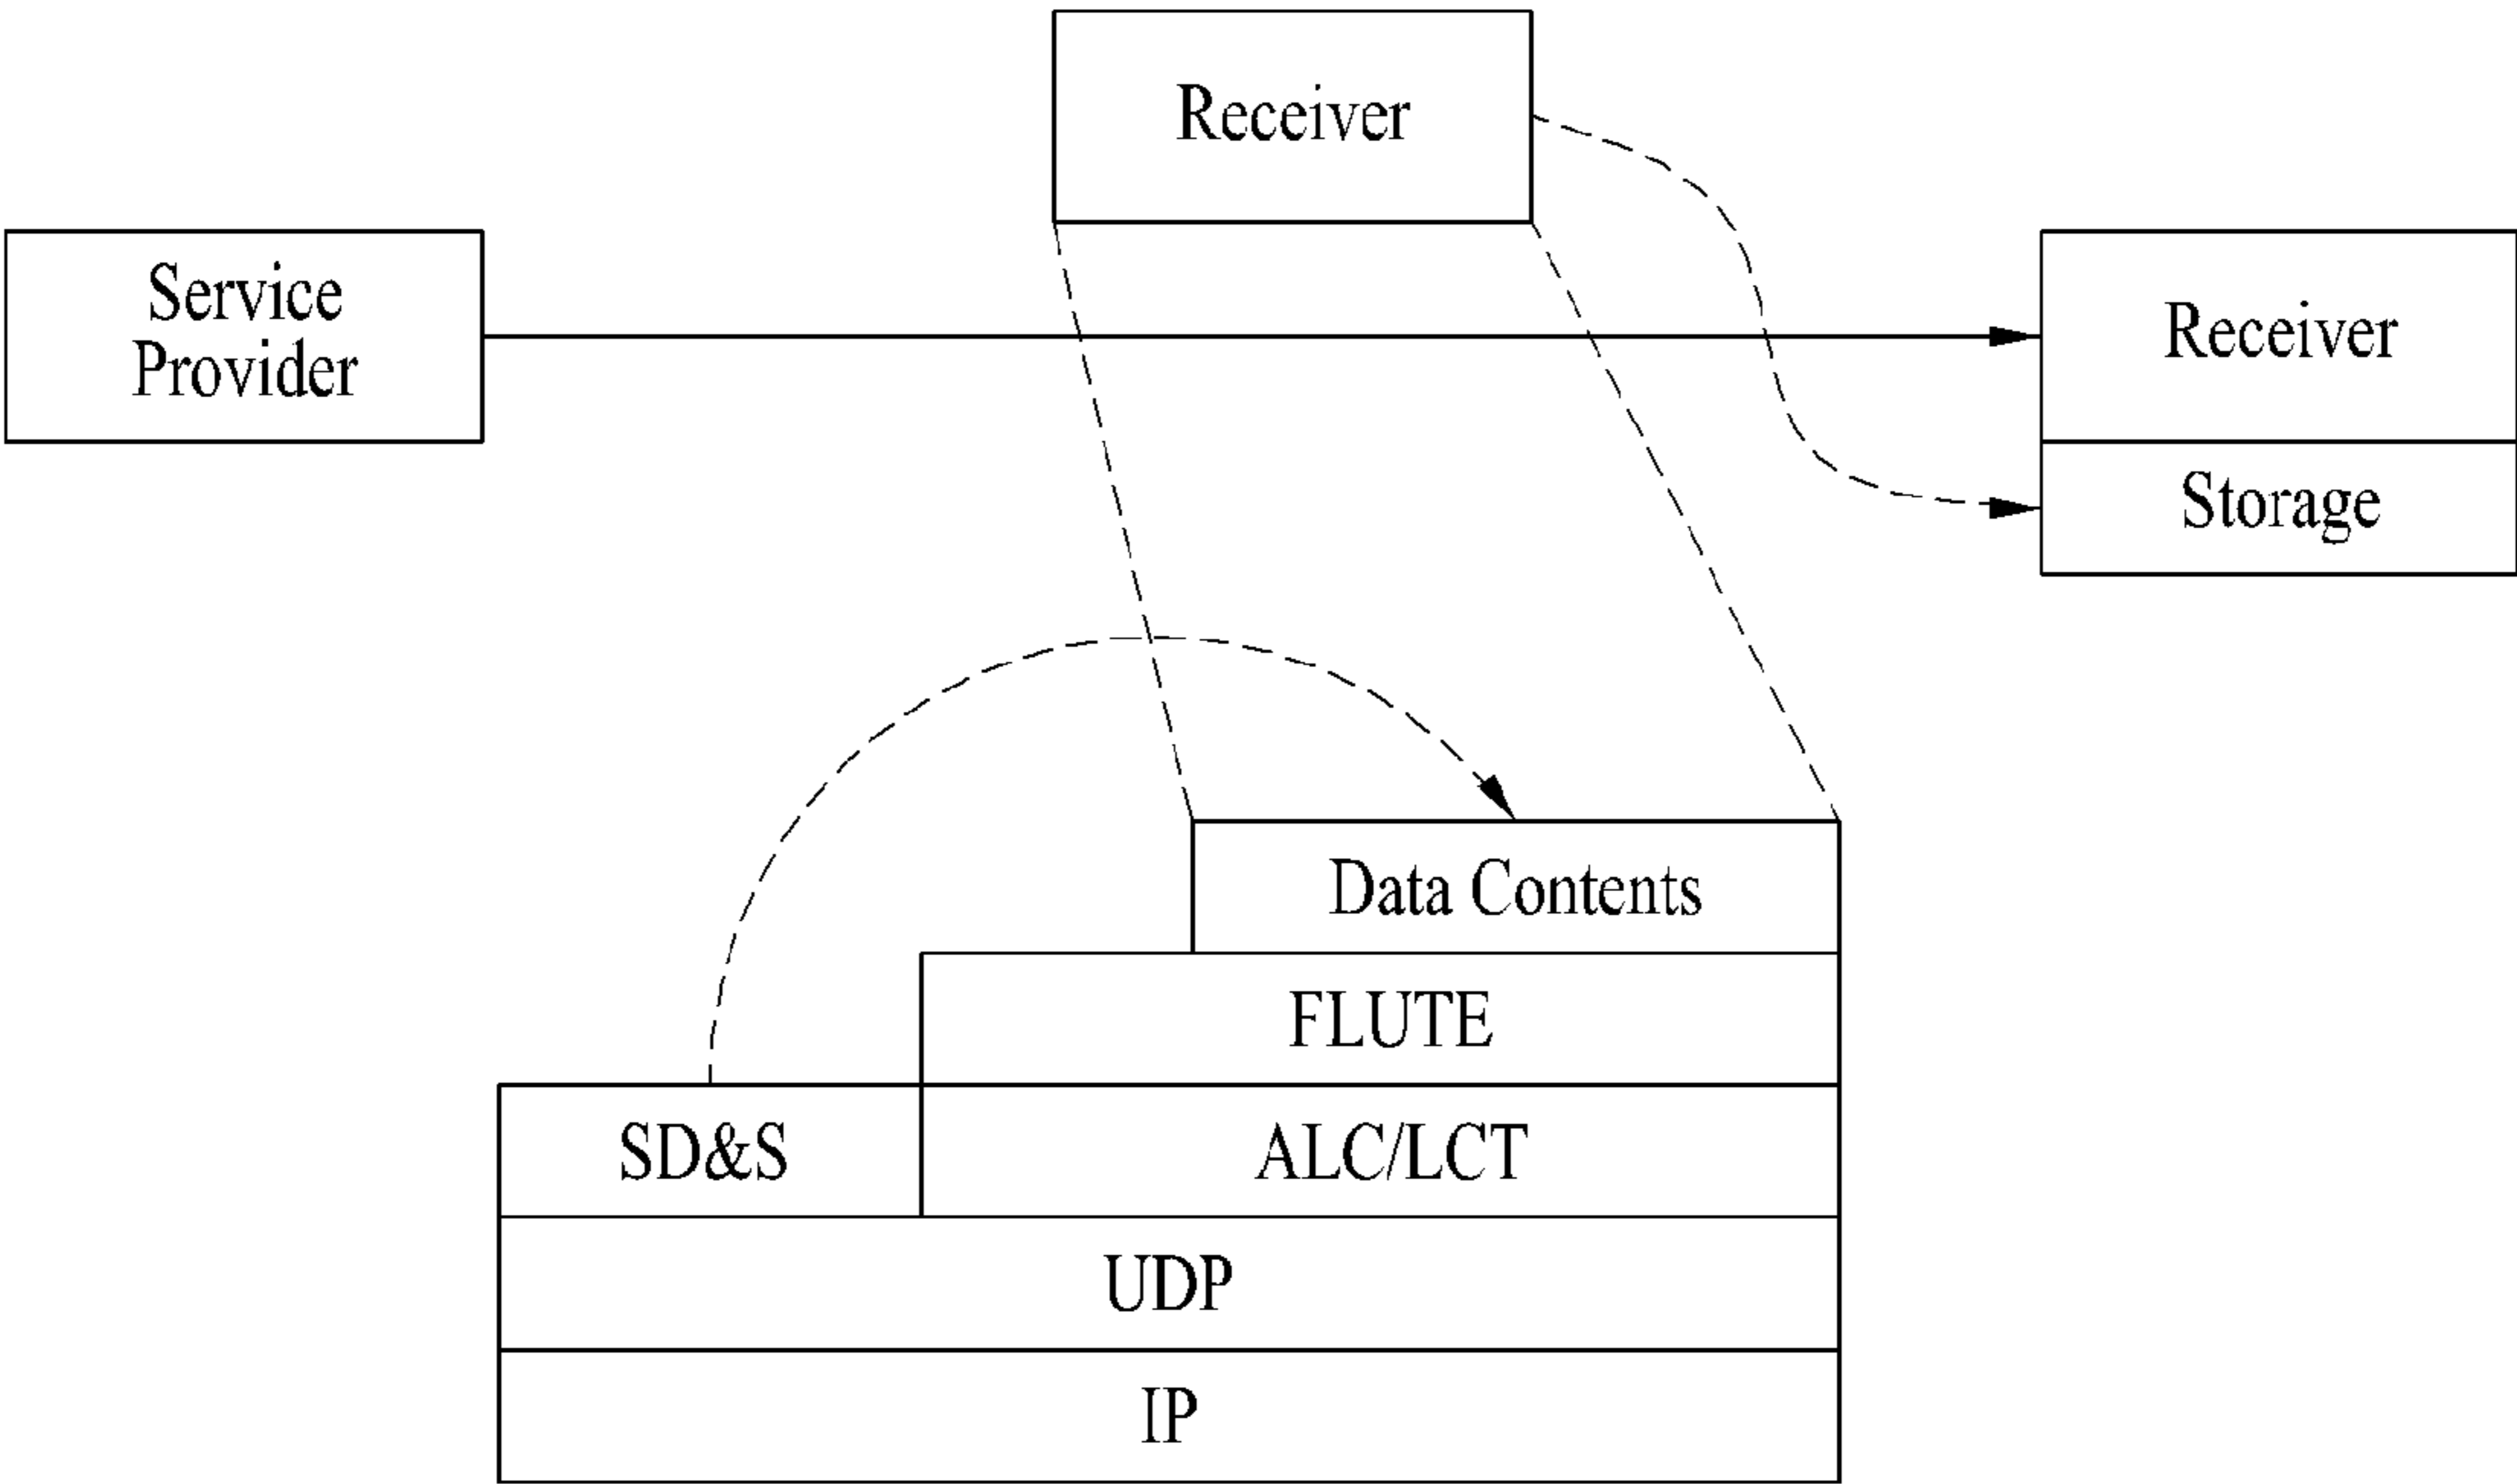 Receiver
Service
Provider
Receiver
Storage
Data Contents
FLUTE
SD&S
ALC/LCT
UDP
IP